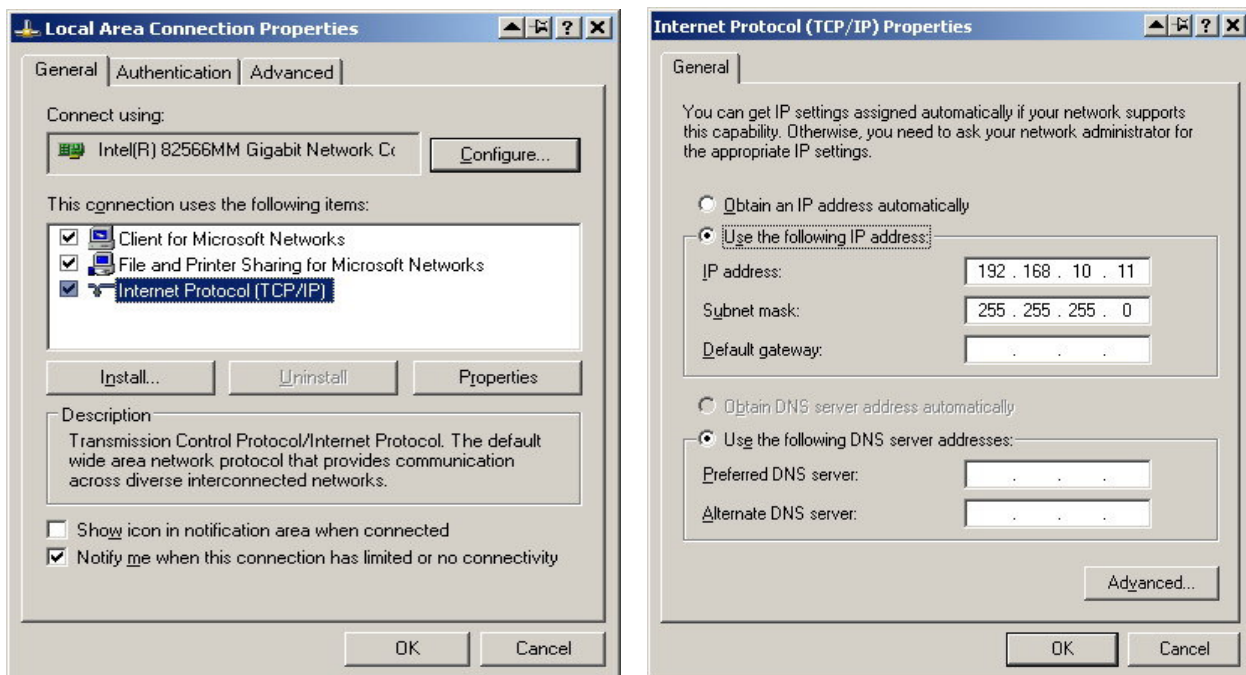 Local Area Connection Properties
General
Authentication
Advanced
Connect using:
Intel(R) 82566MM Gigabit Network Cc
Configure...
This connection uses the following items:
Client for Microsoft Networks
File and Printer Sharing for Microsoft Networks
Internet Protocol (TCP/IP)
Install...
Uninstall
Properties
Description
Transmission Control Protocol/Internet Protocol. The default
wide area network protocol that provides communication
across diverse interconnected networks.
Show icon in notification area when connected
Notify me when this connection has limited or no connectivity
OK
Cancel
Internet Protocol (TCP/IP) Properties
General
You can get IP settings assigned automatically if your network supports
this capability. Otherwise, you need to ask your network administrator for
the appropriate IP settings.
Obtain an IP address automatically
Use the following IP address:
IP address:
192 . 168 . 10 . 11
Subnet mask:
255 . 255 . 255 . 0
Default gateway:
. . .
Obtain DNS server address automatically
Use the following DNS server addresses:
Preferred DNS server:
. . .
Alternate DNS server:
. . .
Advanced...
OK
Cancel